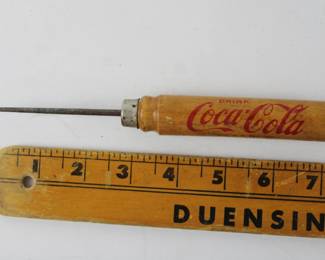 DRINK
Coca-Cola
1 2 3 4 5 6 7
DUENSIN